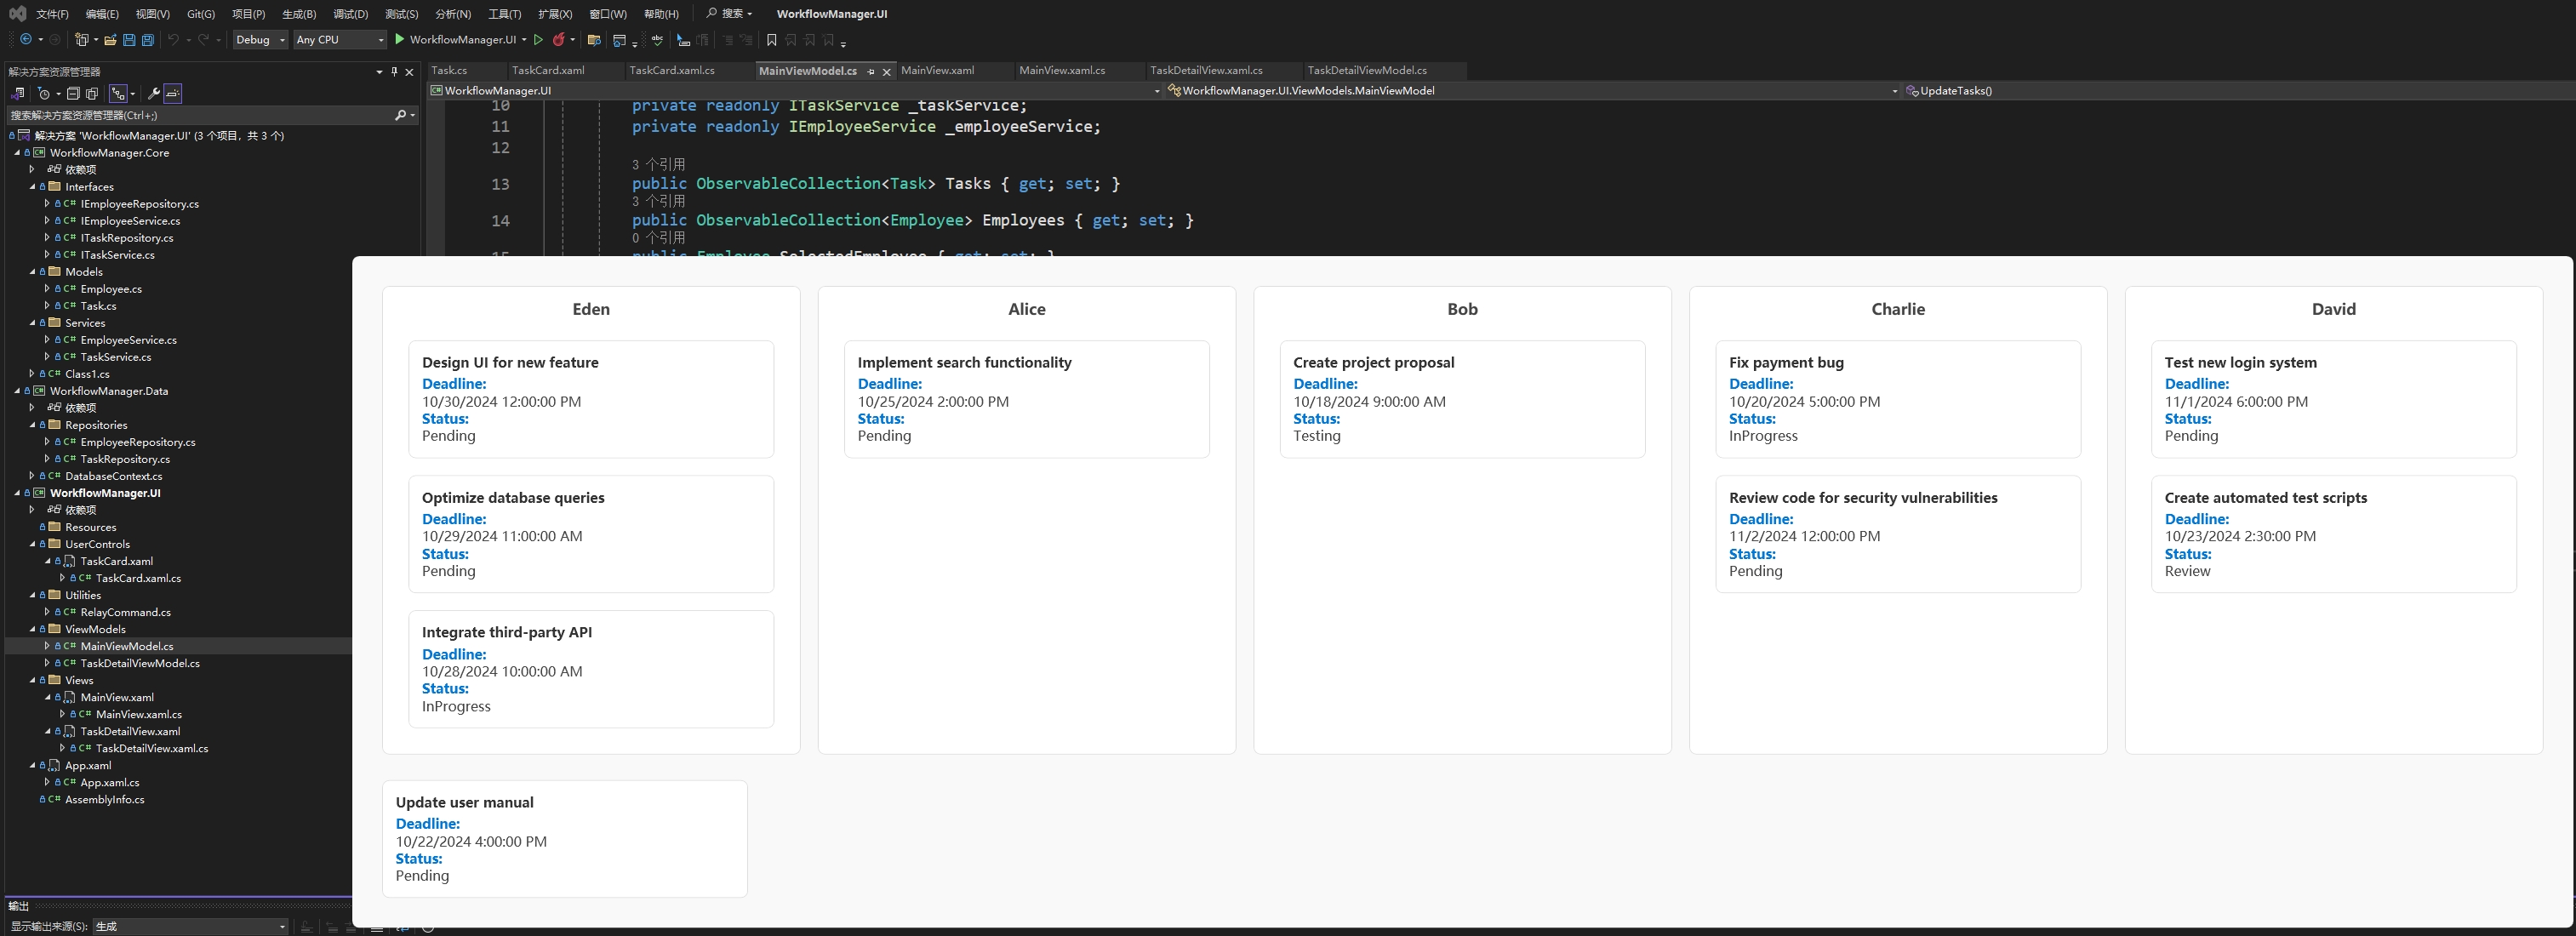 文件(F) 编辑(E) 视图(V) Git(G) 项目(P) 生成(B) 调试(D) 测试(S) 分析(N) 工具(T) 扩展(X) 窗口(W) 帮助(H) 搜索 WorkflowManager.UI
Debug Any CPU WorkflowManager.UI
解决方案资源管理器
搜索解决方案资源管理器(Ctrl+;)
解决方案 'WorkflowManager.UI' (3 个项目，共 3 个)
WorkflowManager.Core
依赖项
Interfaces
IEmployeeRepository.cs
IEmployeeService.cs
ITaskRepository.cs
ITaskService.cs
Models
Employee.cs
Task.cs
Services
EmployeeService.cs
TaskService.cs
Class1.cs
WorkflowManager.Data
依赖项
Repositories
EmployeeRepository.cs
TaskRepository.cs
DatabaseContext.cs
WorkflowManager.UI
依赖项
Resources
UserControls
TaskCard.xaml
TaskCard.xaml.cs
Utilities
RelayCommand.cs
ViewModels
MainViewModel.cs
TaskDetailViewModel.cs
Views
MainView.xaml
MainView.xaml.cs
TaskDetailView.xaml
TaskDetailView.xaml.cs
App.xaml
App.xaml.cs
AssemblyInfo.cs
输出
显示输出来源(S): 生成
Task.cs TaskCard.xaml TaskCard.xaml.cs MainViewModel.cs MainView.xaml MainView.xaml.cs TaskDetailView.xaml.cs TaskDetailViewModel.cs
WorkflowManager.UI WorkflowManager.UI.ViewModels.MainViewModel UpdateTasks()
10 private readonly ITaskService _taskService;
11 private readonly IEmployeeService _employeeService;
12
3 个引用
13 public ObservableCollection<Task> Tasks { get; set; }
3 个引用
14 public ObservableCollection<Employee> Employees { get; set; }
0 个引用
15 public Employee SelectedEmployee { get; set; }
Eden
Design UI for new feature
Deadline:
10/30/2024 12:00:00 PM
Status:
Pending
Optimize database queries
Deadline:
10/29/2024 11:00:00 AM
Status:
Pending
Integrate third-party API
Deadline:
10/28/2024 10:00:00 AM
Status:
InProgress
Alice
Implement search functionality
Deadline:
10/25/2024 2:00:00 PM
Status:
Pending
Bob
Create project proposal
Deadline:
10/18/2024 9:00:00 AM
Status:
Testing
Charlie
Fix payment bug
Deadline:
10/20/2024 5:00:00 PM
Status:
InProgress
Review code for security vulnerabilities
Deadline:
11/2/2024 12:00:00 PM
Status:
Pending
David
Test new login system
Deadline:
11/1/2024 6:00:00 PM
Status:
Pending
Create automated test scripts
Deadline:
10/23/2024 2:30:00 PM
Status:
Review
Update user manual
Deadline:
10/22/2024 4:00:00 PM
Status:
Pending